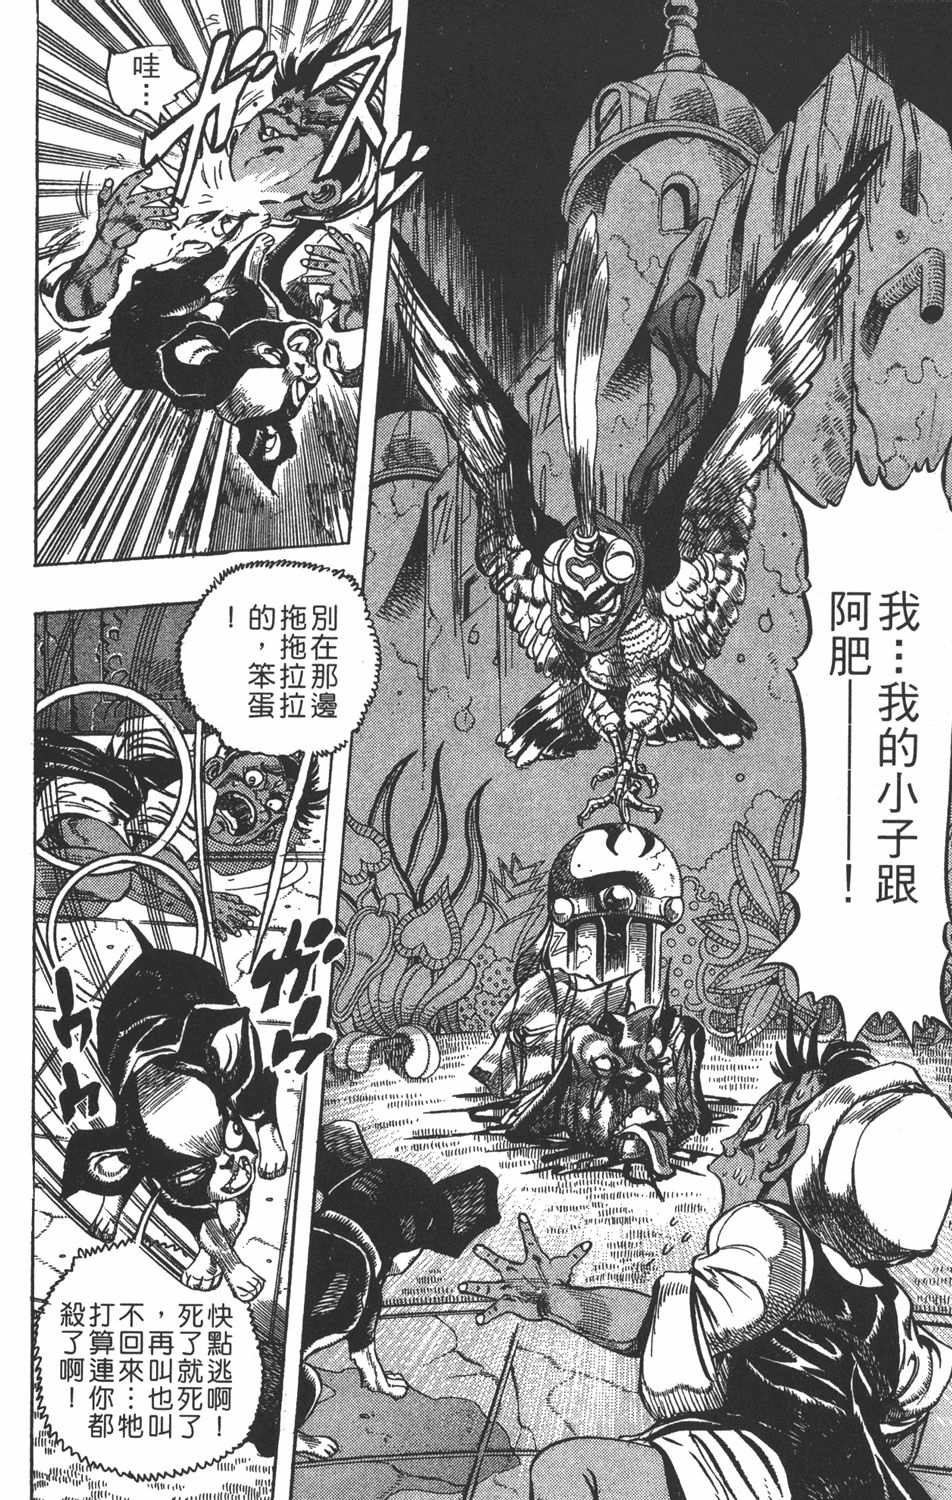 我…我的小子跟
阿肥———！
哇…
ガス
別在那邊
拖拖拉拉
的，笨蛋
！
快點逃啊！
死了就死了
，再叫也叫
不回來…牠
打算連你都
殺了啊！